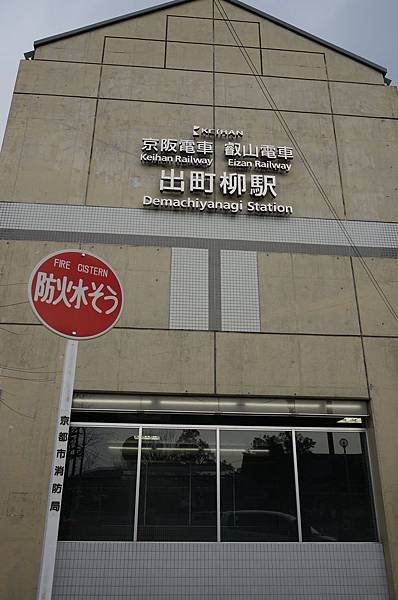 KEIHAN
京阪電車 叡山電車
Keihan Railway Eizan Railway
出町柳駅
Demachiyanagi Station
FIRE CISTERN
防火水そう
京都市消防局